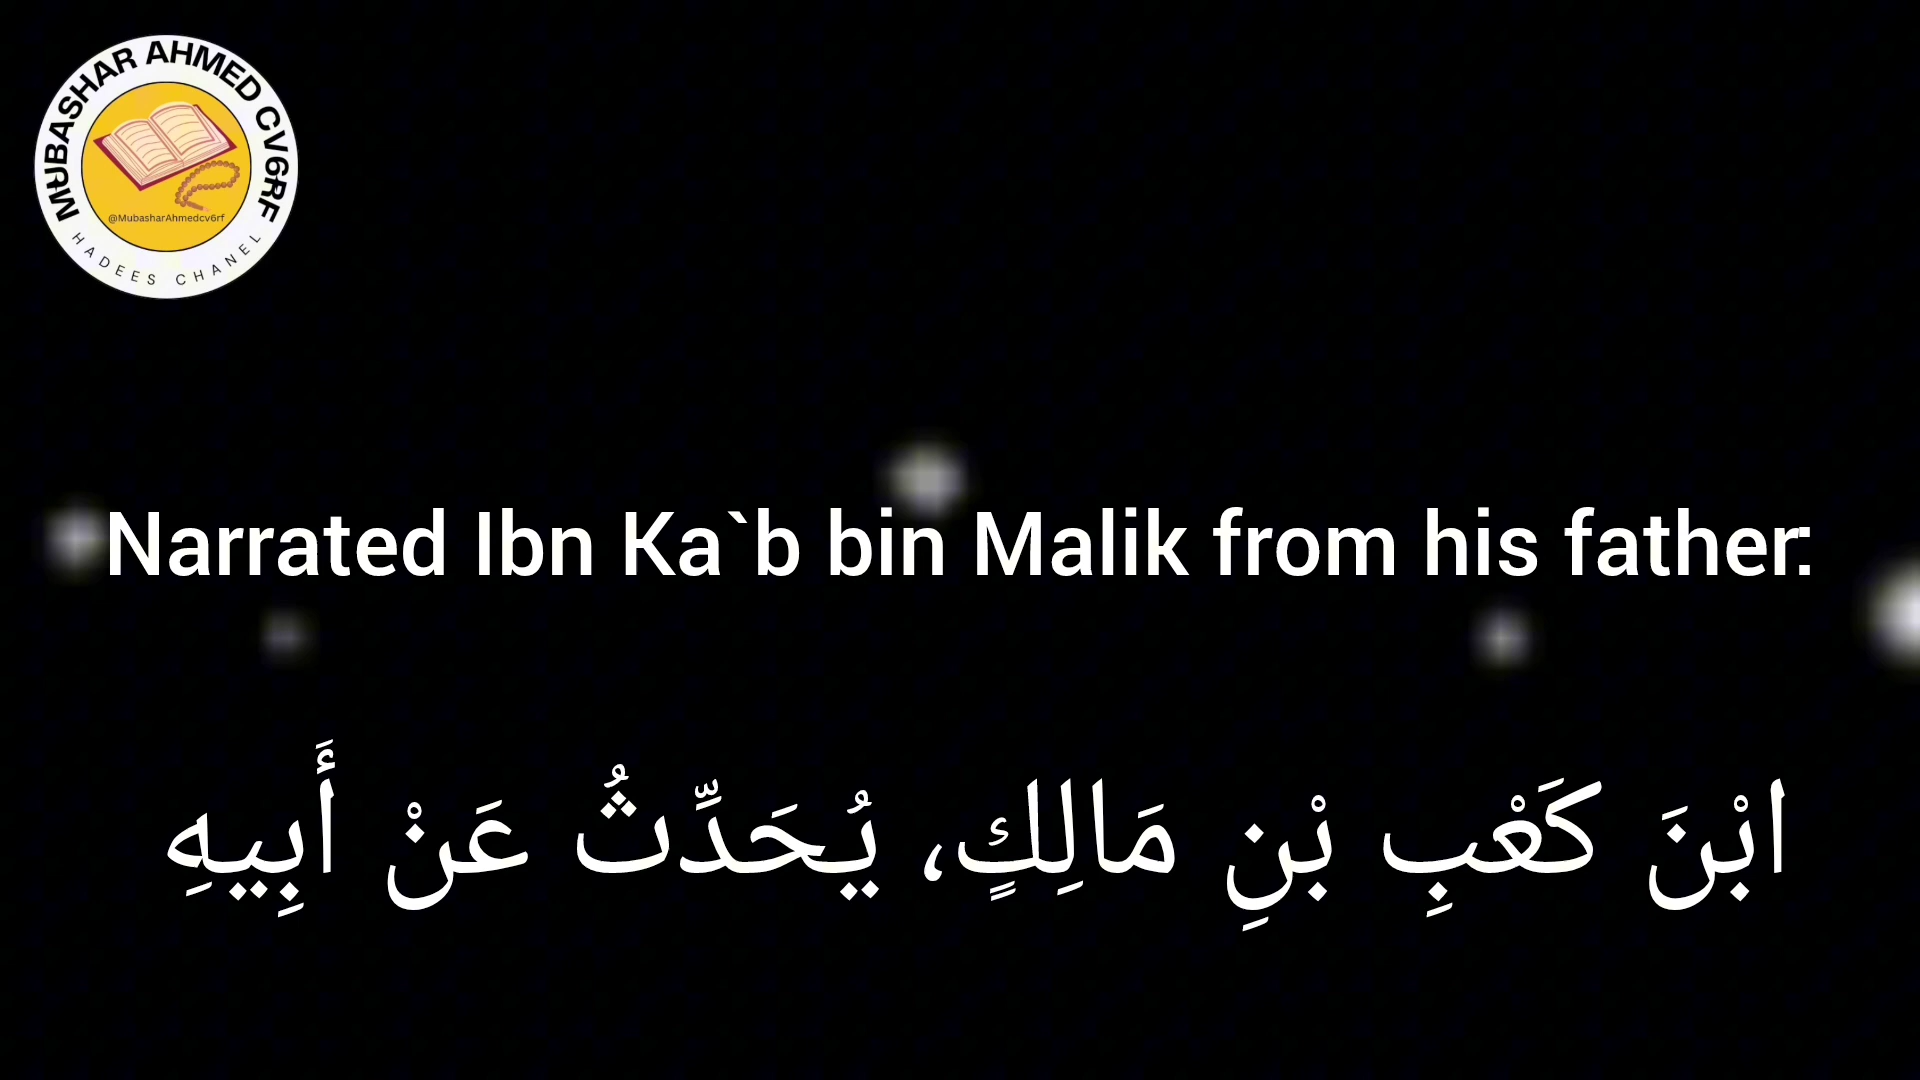 MUBASHAR AHMED CV6RF
@MubasharAhmedcv6rf
HADEES CHANEL
Narrated Ibn Ka`b bin Malik from his father:
ابْنَ كَعْبِ بْنِ مَالِكٍ، يُحَدِّثُ عَنْ أَبِيهِ